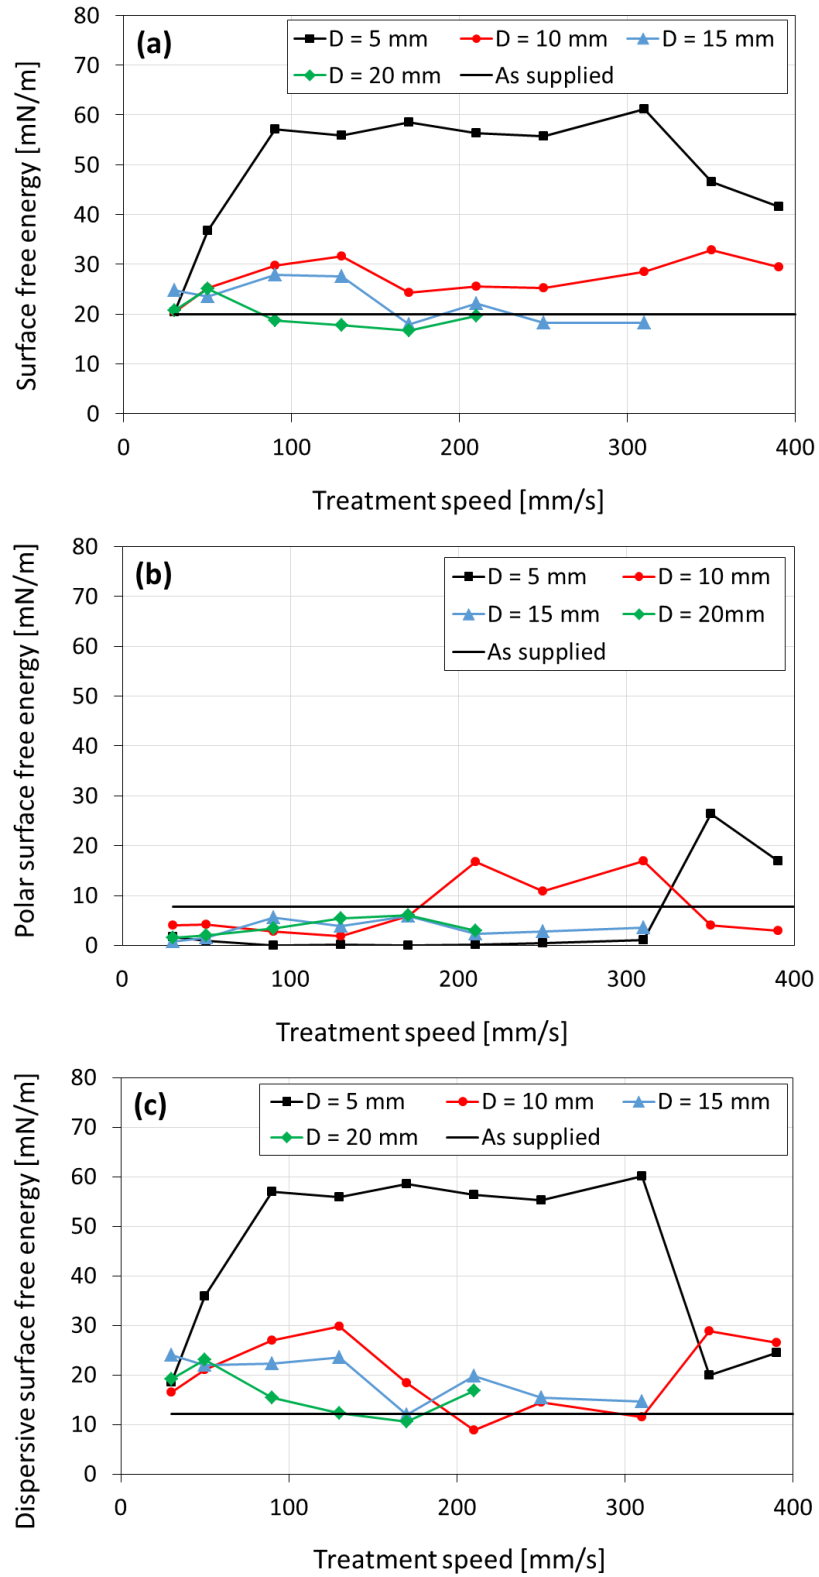 (a)
D = 5 mm D = 10 mm D = 15 mm
D = 20 mm As supplied
Surface free energy [mN/m]
80
70
60
50
40
30
20
10
0
0 100 200 300 400
Treatment speed [mm/s]
(b)
D = 5 mm D = 10 mm
D = 15 mm D = 20mm
As supplied
Polar surface free energy [mN/m]
80
70
60
50
40
30
20
10
0
0 100 200 300 400
Treatment speed [mm/s]
(c)
D = 5 mm D = 10 mm D = 15 mm
D = 20 mm As supplied
Dispersive surface free energy [mN/m]
80
70
60
50
40
30
20
10
0
0 100 200 300 400
Treatment speed [mm/s]